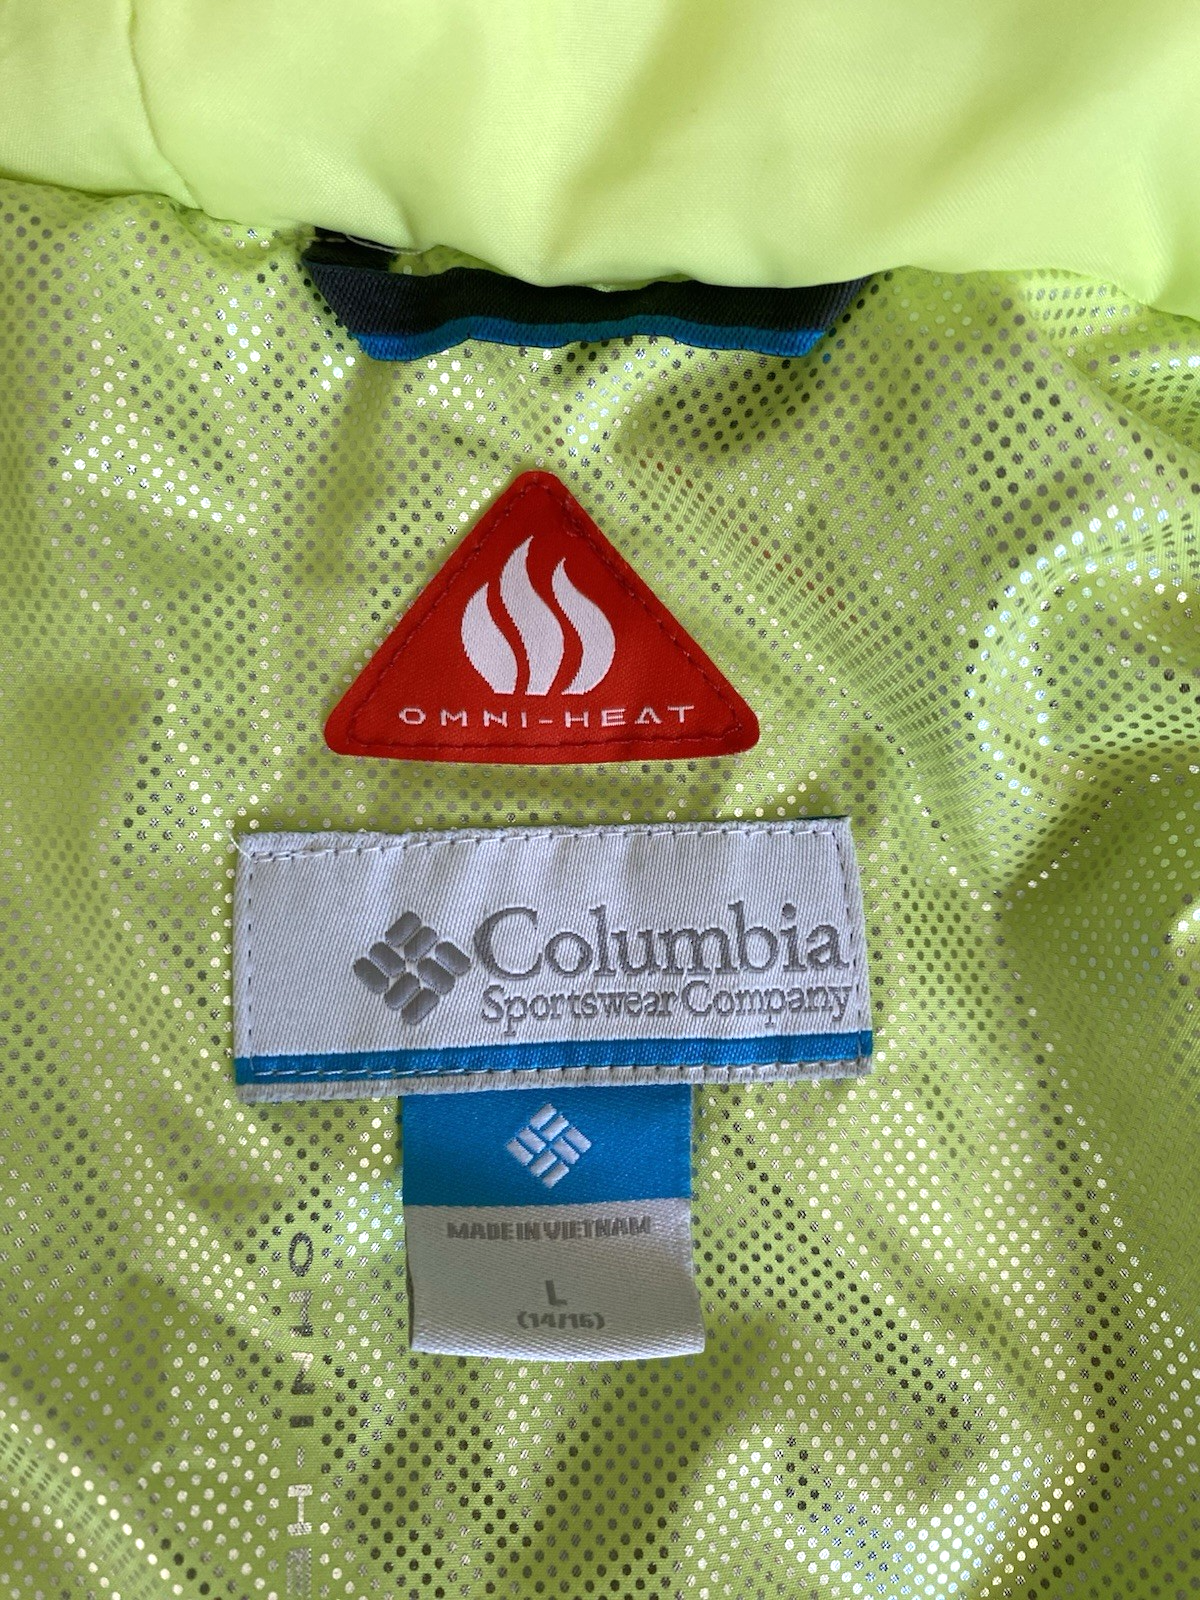 OMNI-HEAT
Columbia
Sportswear Company
MADE IN VIETNAM
L
(14/16)